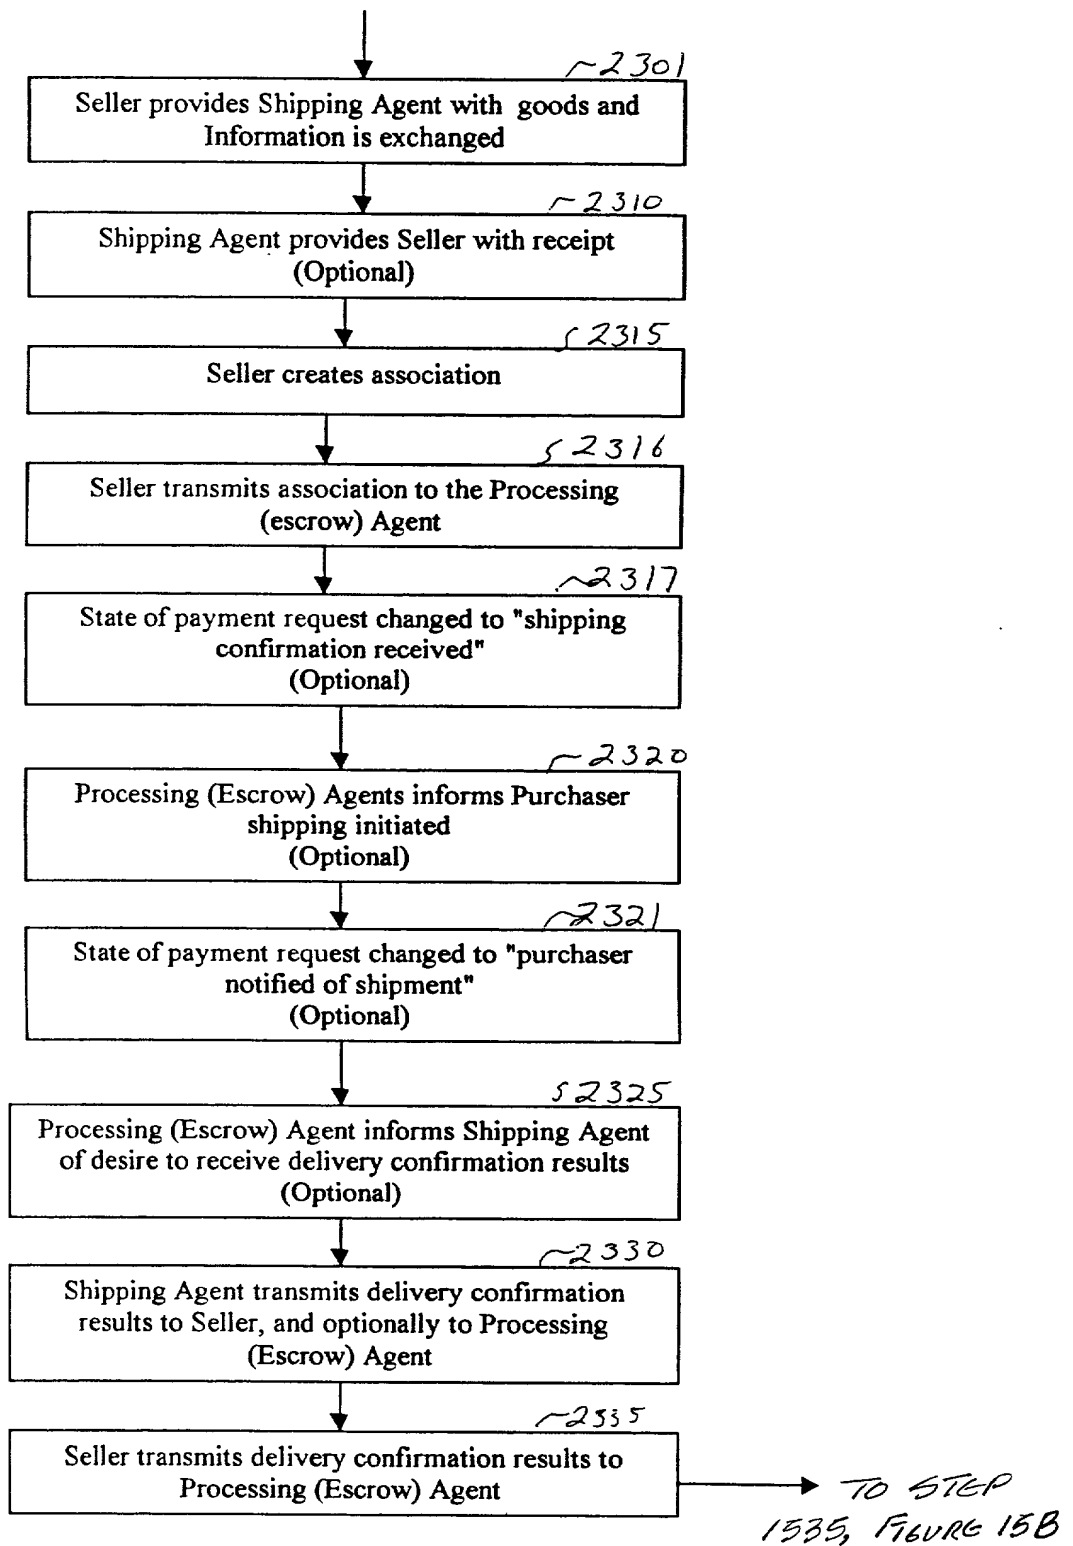 2301
Seller provides Shipping Agent with goods and
Information is exchanged
2310
Shipping Agent provides Seller with receipt
(Optional)
2315
Seller creates association
2316
Seller transmits association to the Processing
(escrow) Agent
2317
State of payment request changed to "shipping
confirmation received"
(Optional)
2320
Processing (Escrow) Agents informs Purchaser
shipping initiated
(Optional)
2321
State of payment request changed to "purchaser
notified of shipment"
(Optional)
2325
Processing (Escrow) Agent informs Shipping Agent
of desire to receive delivery confirmation results
(Optional)
2330
Shipping Agent transmits delivery confirmation
results to Seller, and optionally to Processing
(Escrow) Agent
2335
Seller transmits delivery confirmation results to
Processing (Escrow) Agent
TO STEP
1535, FIGURE 15B